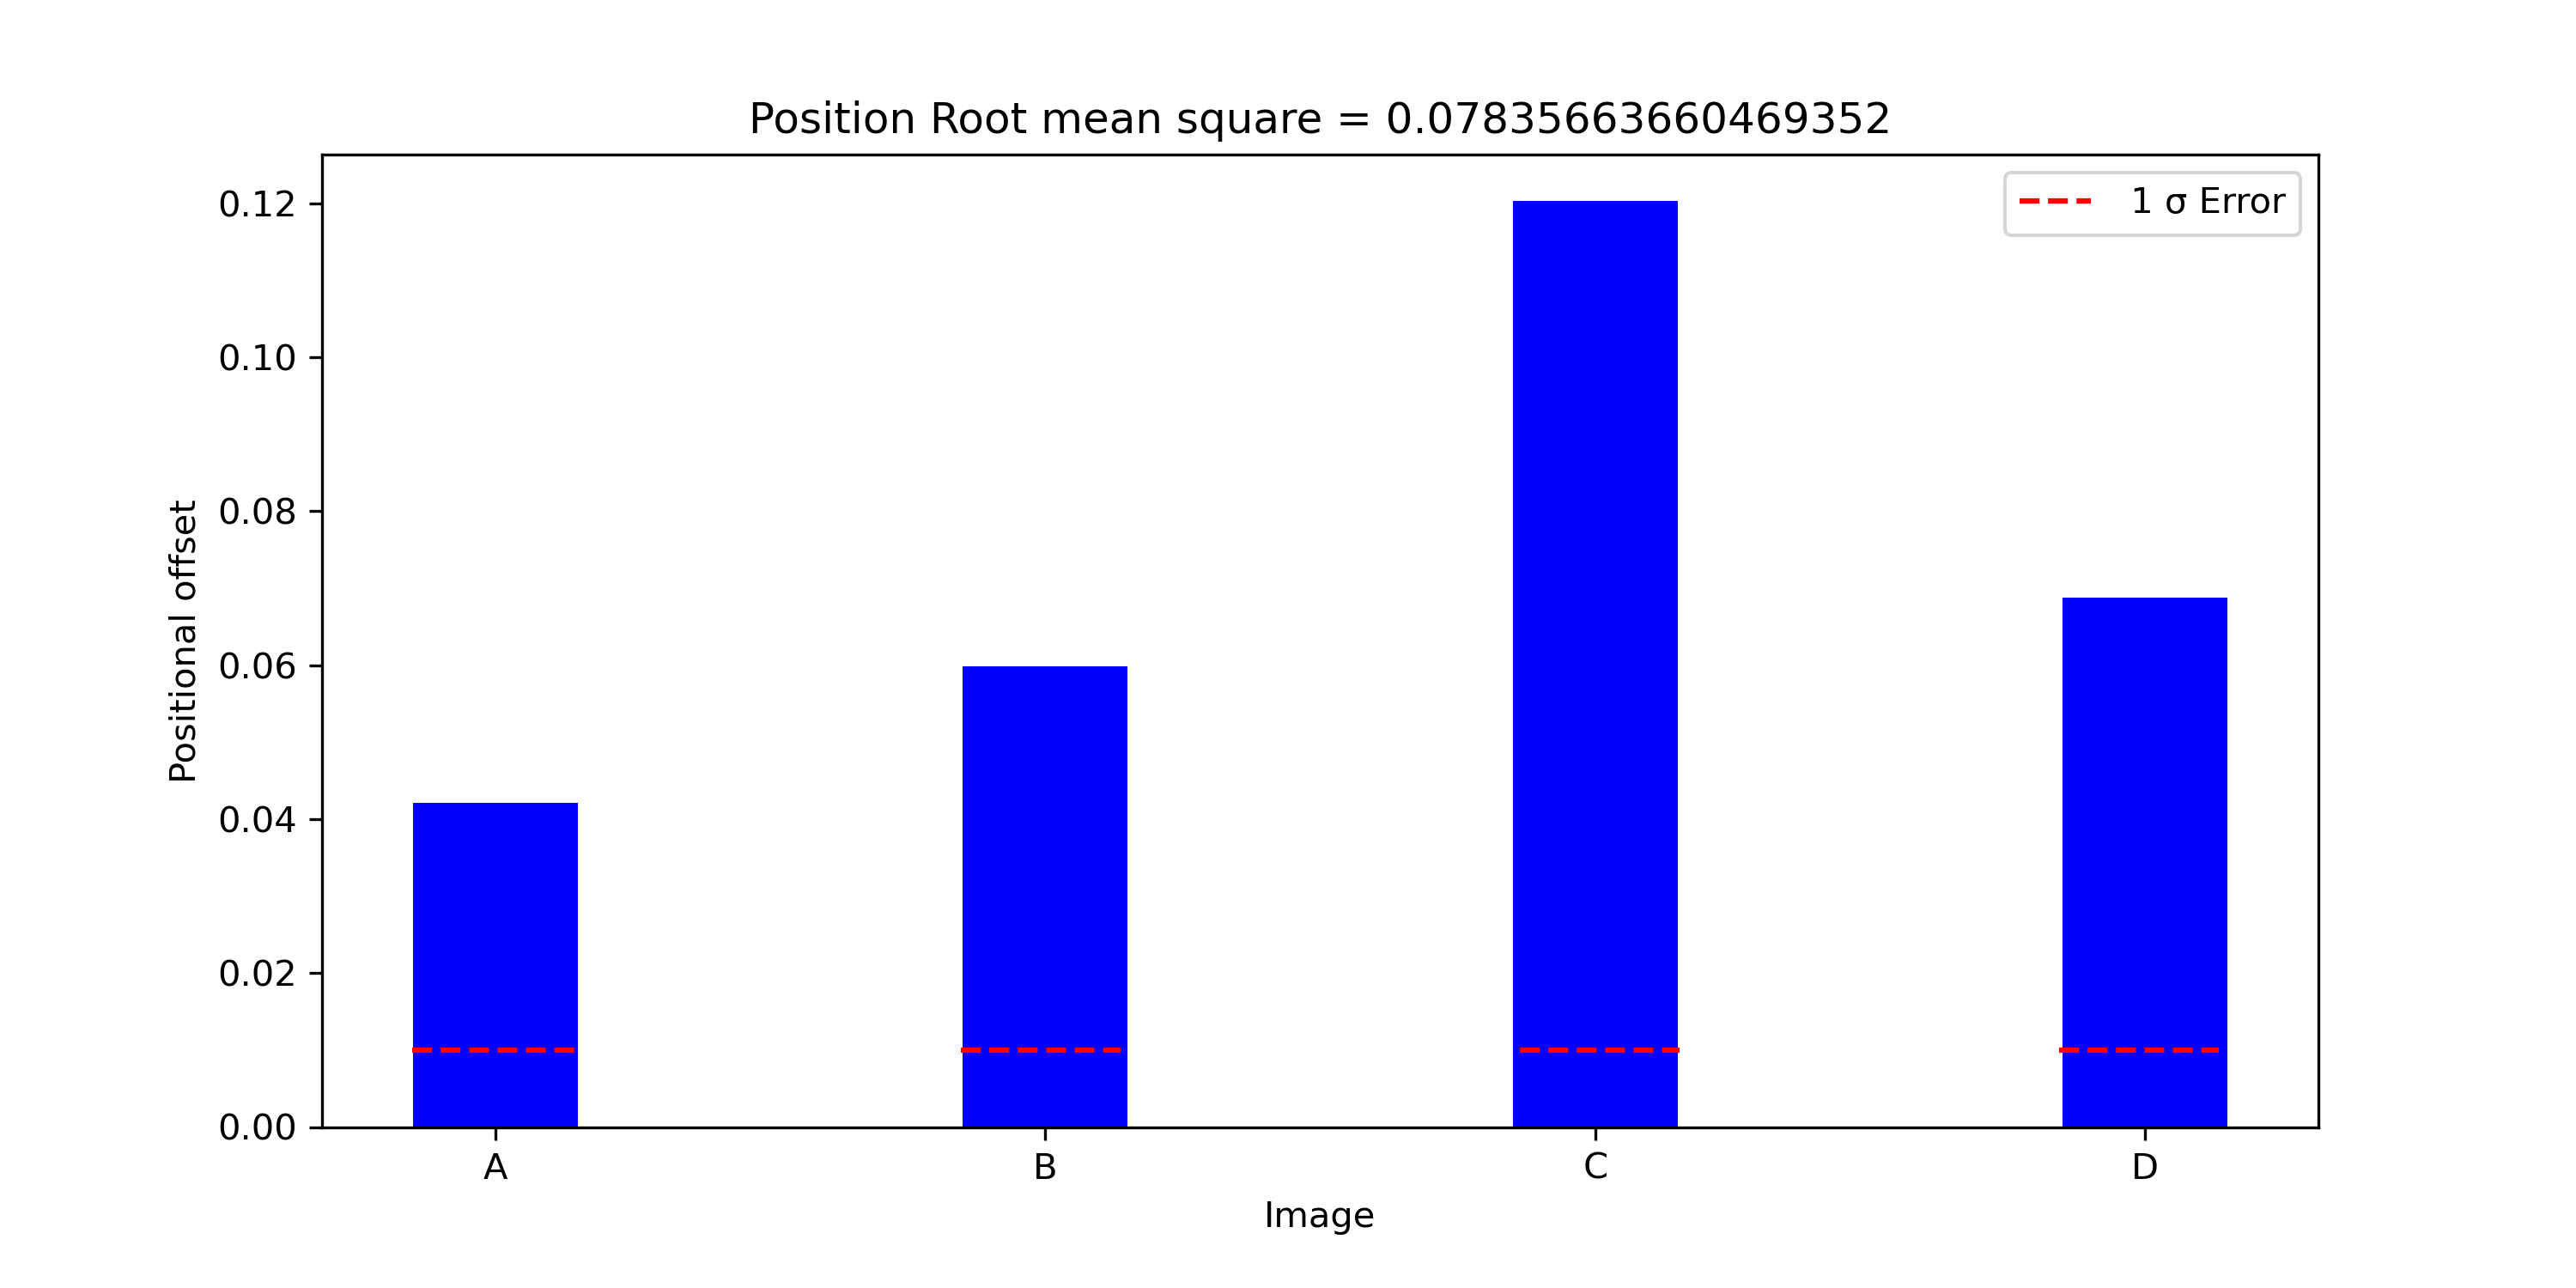 Position Root mean square = 0.07835663660469352
1 σ Error
0.12
0.10
0.08
0.06
0.04
0.02
0.00
Positional offset
A B C D
Image